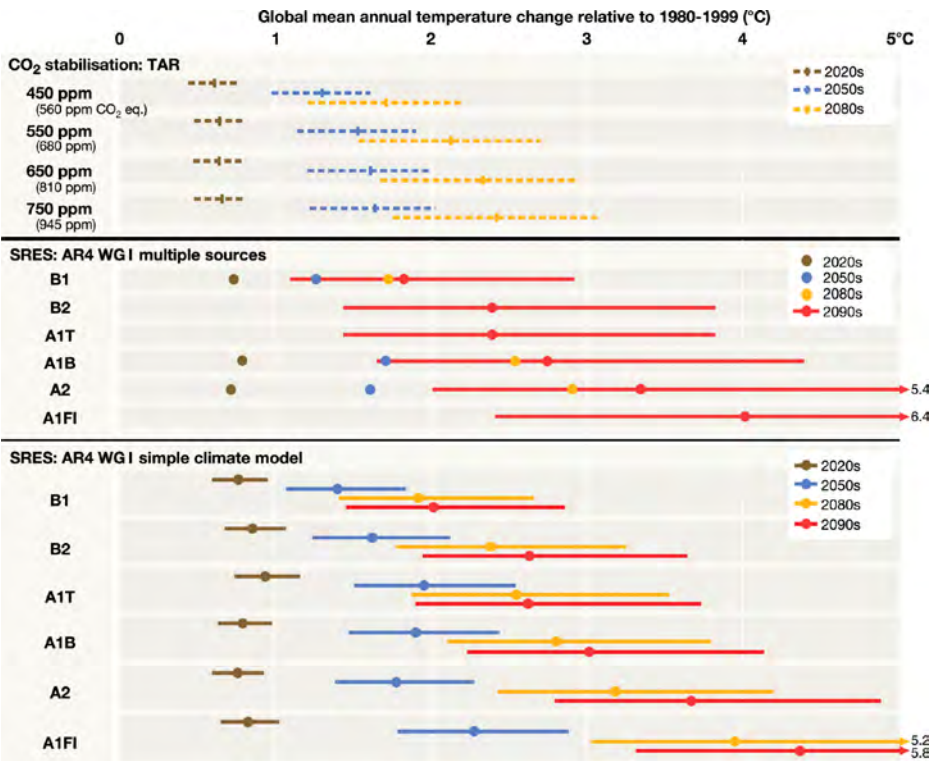 Global mean annual temperature change relative to 1980-1999 (°C)
0 1 2 3 4 5°C
CO2 stabilisation: TAR
450 ppm
(560 ppm CO2 eq.)
550 ppm
(680 ppm)
650 ppm
(810 ppm)
750 ppm
(945 ppm)
2020s
2050s
2080s
SRES: AR4 WG I multiple sources
B1
B2
A1T
A1B
A2
A1FI
2020s
2050s
2080s
2090s
5.4
6.4
SRES: AR4 WG I simple climate model
B1
B2
A1T
A1B
A2
A1FI
2020s
2050s
2080s
2090s
5.2
5.8